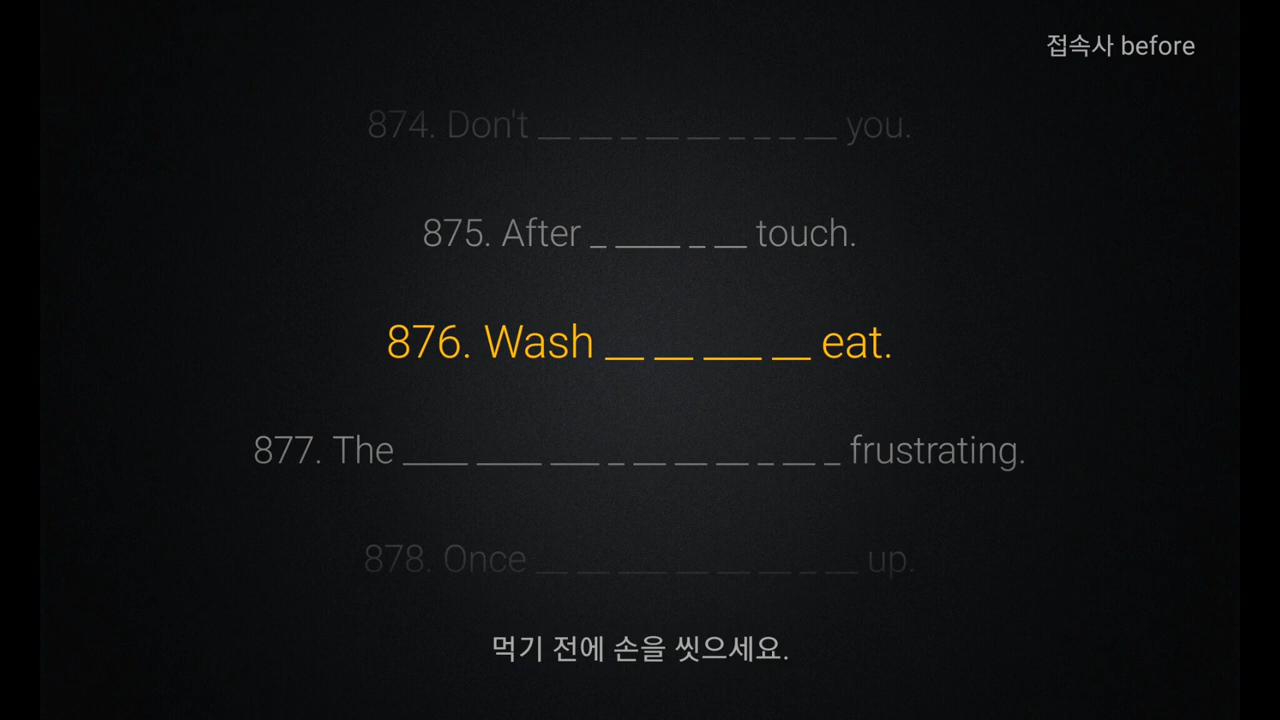 접속사 before
874. Don't __ __ _ __ __ _ _ _ __ you.
875. After _ ____ _ __ touch.
876. Wash __ __ ___ __ eat.
877. The ____ ____ ___ _ __ __ __ _ __ _ frustrating.
878. Once __ __ ___ __ __ __ _ __ up.
먹기 전에 손을 씻으세요.